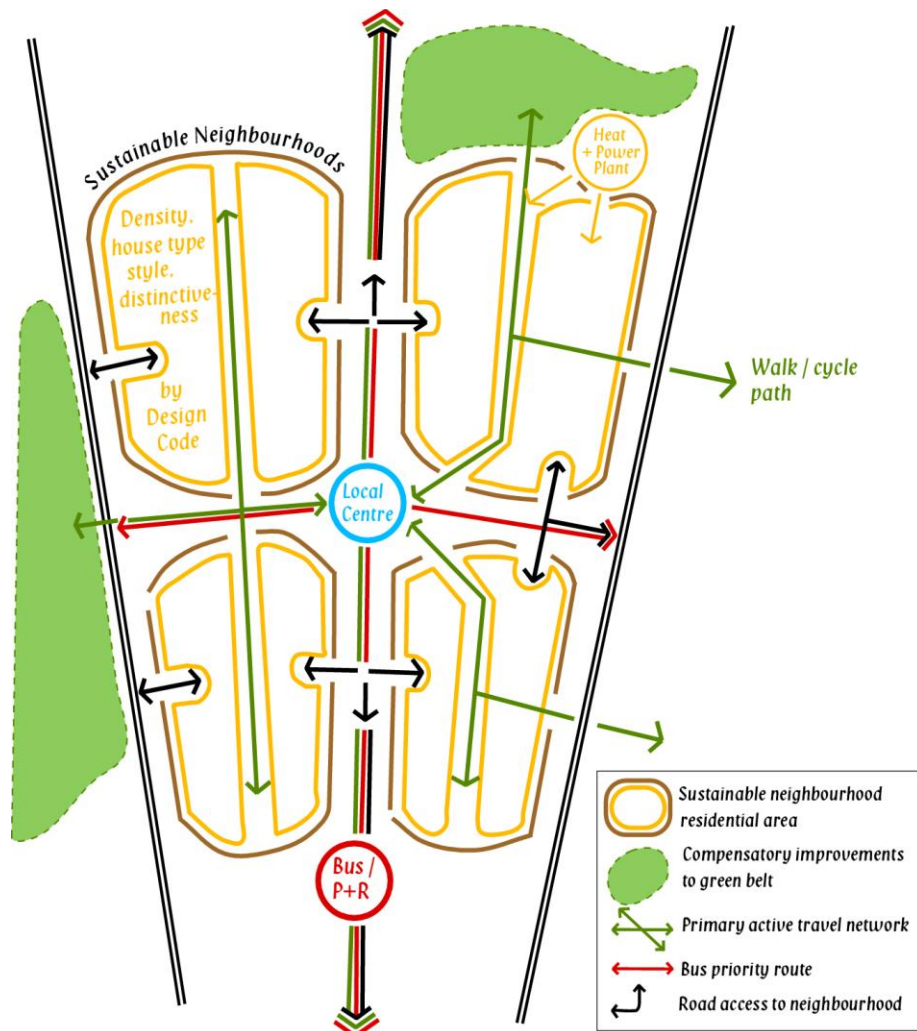 Sustainable Neighbourhoods
Heat
+ Power
Plant
Density,
house type
style,
distinctive-
ness
by
Design
Code
Walk / cycle
path
Local
Centre
Bus /
P+R
Sustainable neighbourhood
residential area
Compensatory improvements
to green belt
Primary active travel network
Bus priority route
Road access to neighbourhood